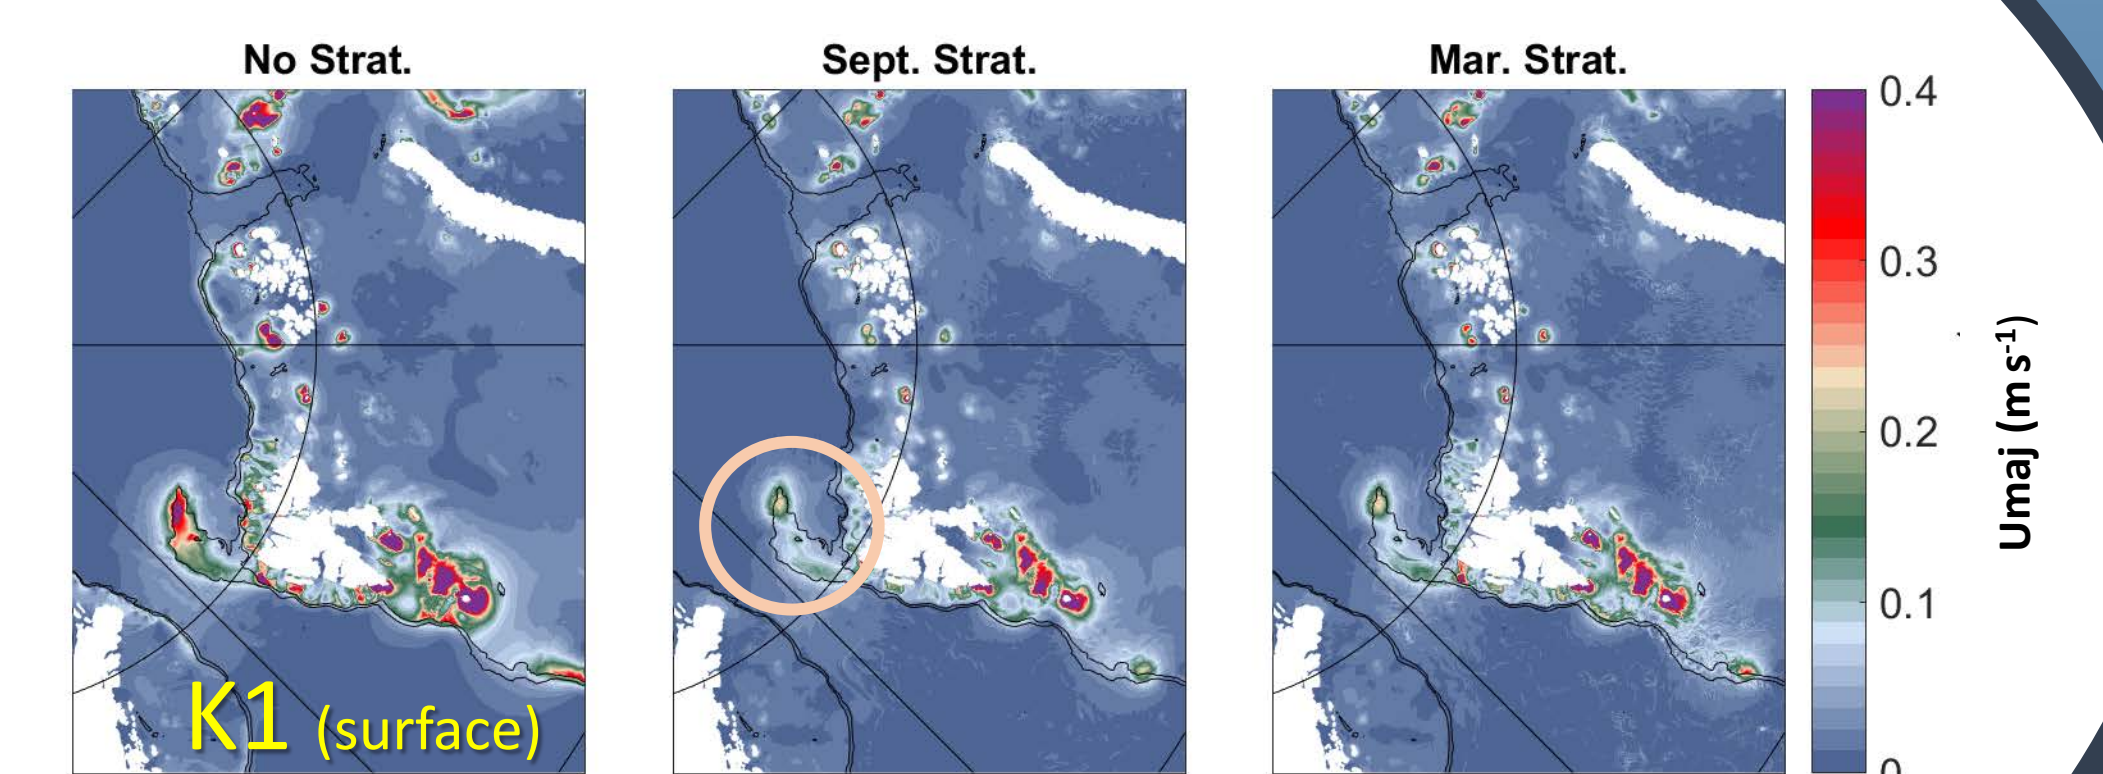 No Strat.
Sept. Strat.
Mar. Strat.
0.4
0.3
0.2
0.1
0
Umaj (m s-1)
K1 (surface)